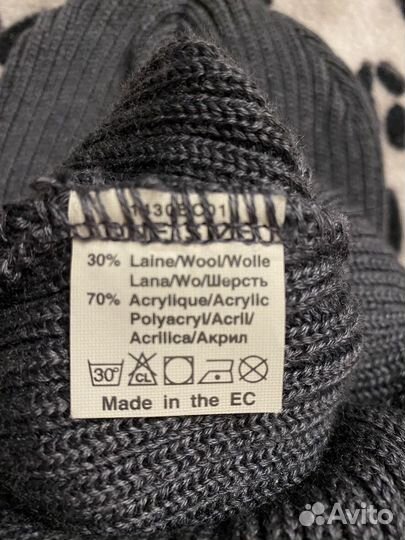 30% Laine/Wool/Wolle
Lana/Wo/Шерсть
70% Acrylique/Acrylic
Polyacryl/Acril/
Acrilica/Акрил
30° CL
Made in the EC
Avito